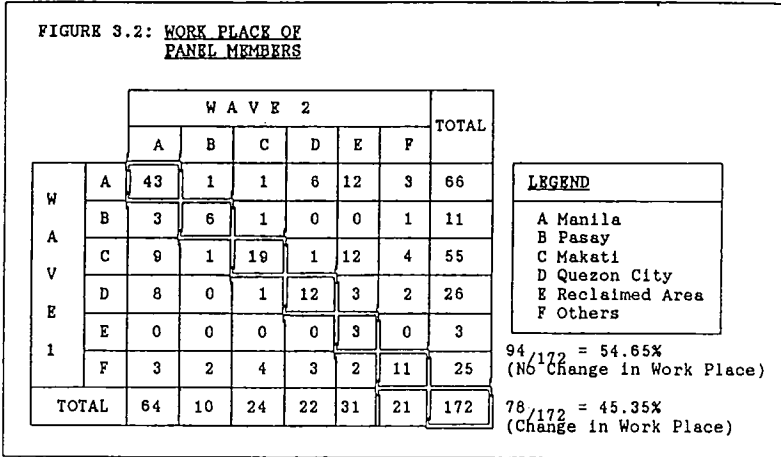 FIGURE 3.2: WORK PLACE OF
PANEL MEMBERS
WAVE 2 TOTAL
A B C D E F
WAVE 1
A 43 1 1 6 12 3 66
B 3 6 1 0 0 1 11
C 9 1 19 1 12 4 55
D 8 0 1 12 3 2 26
E 0 0 0 0 3 0 3
F 3 2 4 3 2 11 25
TOTAL 64 10 24 22 31 21 172
LEGEND
A Manila
B Pasay
C Makati
D Quezon City
E Reclaimed Area
F Others
94/172 = 54.65%
(No Change in Work Place)
78/172 = 45.35%
(Change in Work Place)